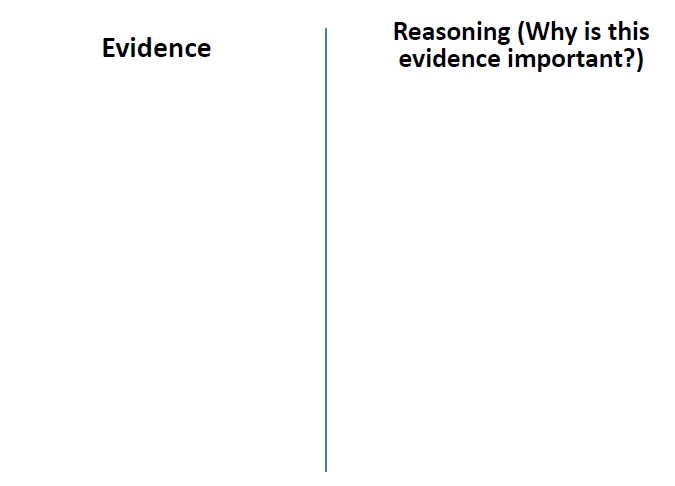 Evidence
Reasoning (Why is this
evidence important?)